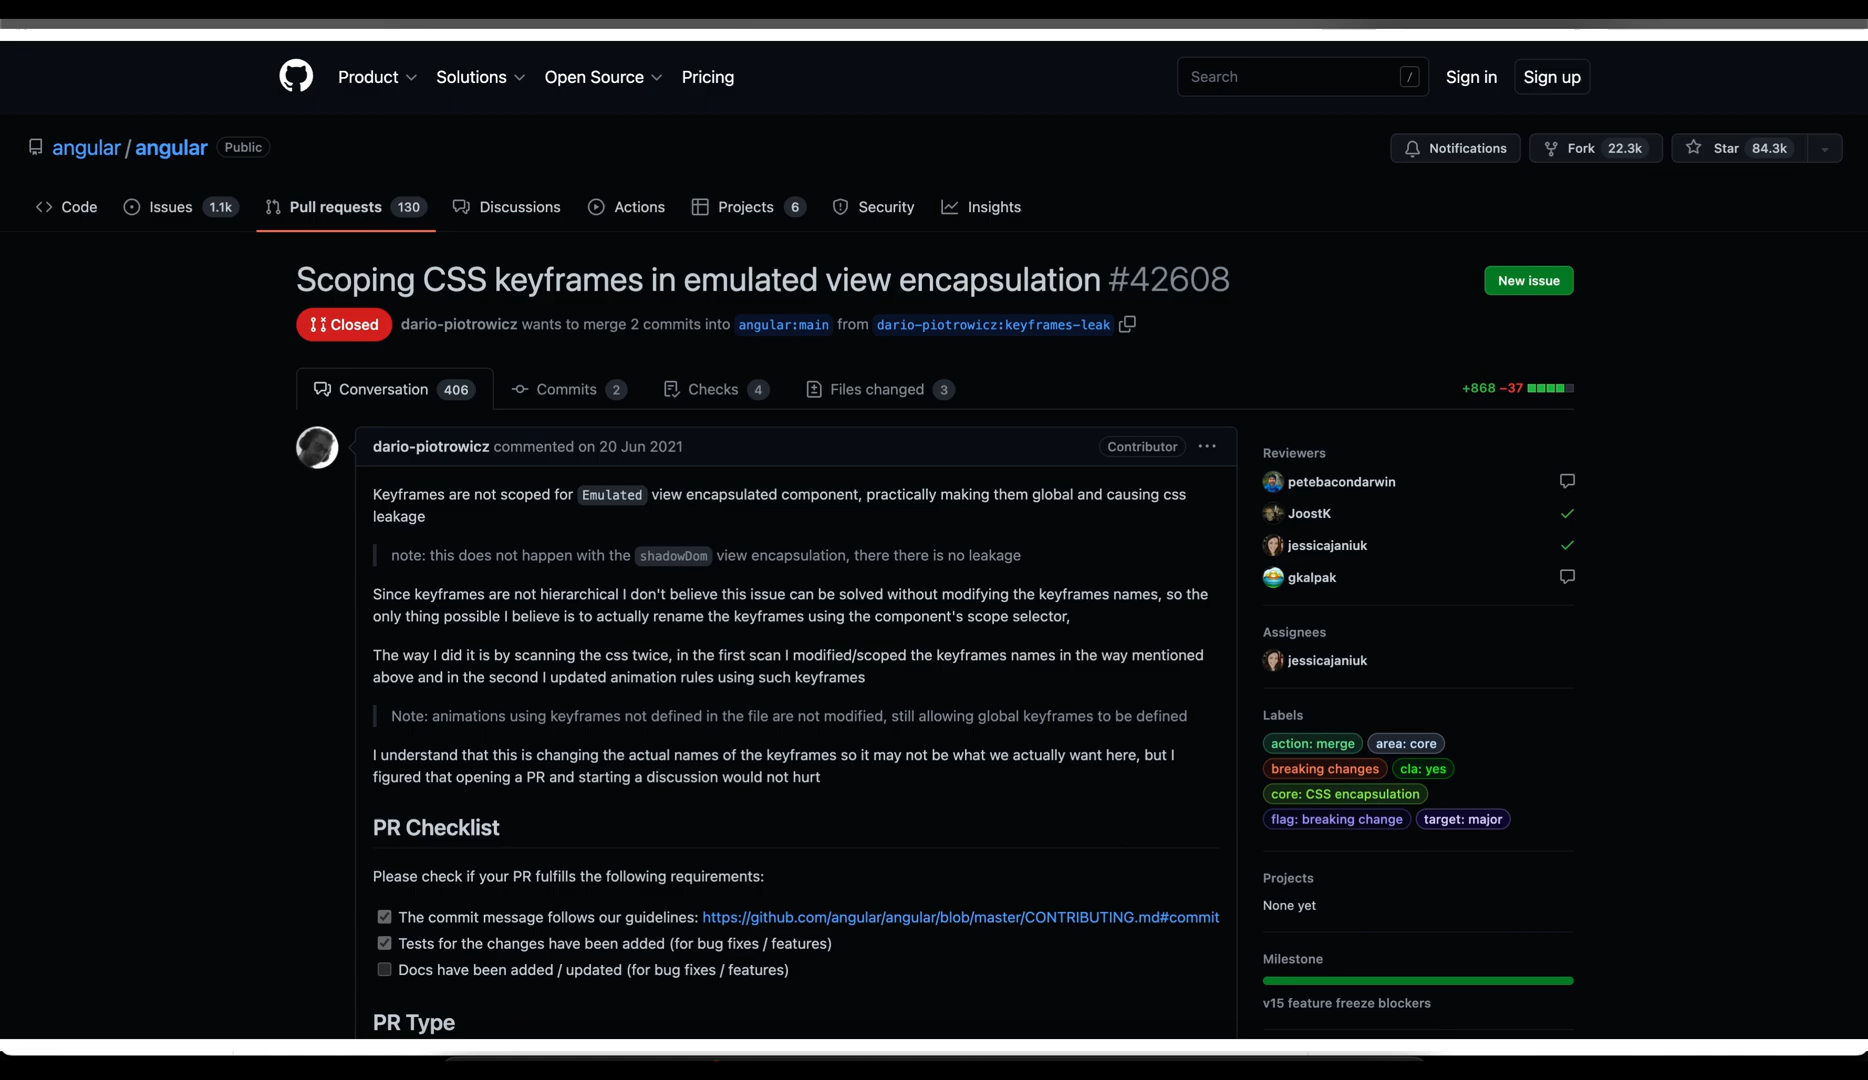 Product Solutions Open Source Pricing Search / Sign in Sign up
angular / angular Public Notifications Fork 22.3k Star 84.3k
Code Issues 1.1k Pull requests 130 Discussions Actions Projects 6 Security Insights
Scoping CSS keyframes in emulated view encapsulation #42608 New issue
Closed dario-piotrowicz wants to merge 2 commits into angular:main from dario-piotrowicz:keyframes-leak
Conversation 406 Commits 2 Checks 4 Files changed 3 +868 −37
dario-piotrowicz commented on 20 Jun 2021 Contributor ...
Keyframes are not scoped for Emulated view encapsulated component, practically making them global and causing css
leakage
note: this does not happen with the shadowDom view encapsulation, there there is no leakage
Since keyframes are not hierarchical I don't believe this issue can be solved without modifying the keyframes names, so the
only thing possible I believe is to actually rename the keyframes using the component's scope selector,
The way I did it is by scanning the css twice, in the first scan I modified/scoped the keyframes names in the way mentioned
above and in the second I updated animation rules using such keyframes
Note: animations using keyframes not defined in the file are not modified, still allowing global keyframes to be defined
I understand that this is changing the actual names of the keyframes so it may not be what we actually want here, but I
figured that opening a PR and starting a discussion would not hurt
PR Checklist
Please check if your PR fulfills the following requirements:
The commit message follows our guidelines: https://github.com/angular/angular/blob/master/CONTRIBUTING.md#commit
Tests for the changes have been added (for bug fixes / features)
Docs have been added / updated (for bug fixes / features)
PR Type
Reviewers
petebacondarwin
JoostK
jessicajaniuk
gkalpak
Assignees
jessicajaniuk
Labels
action: merge area: core
breaking changes cla: yes
core: CSS encapsulation
flag: breaking change target: major
Projects
None yet
Milestone
v15 feature freeze blockers